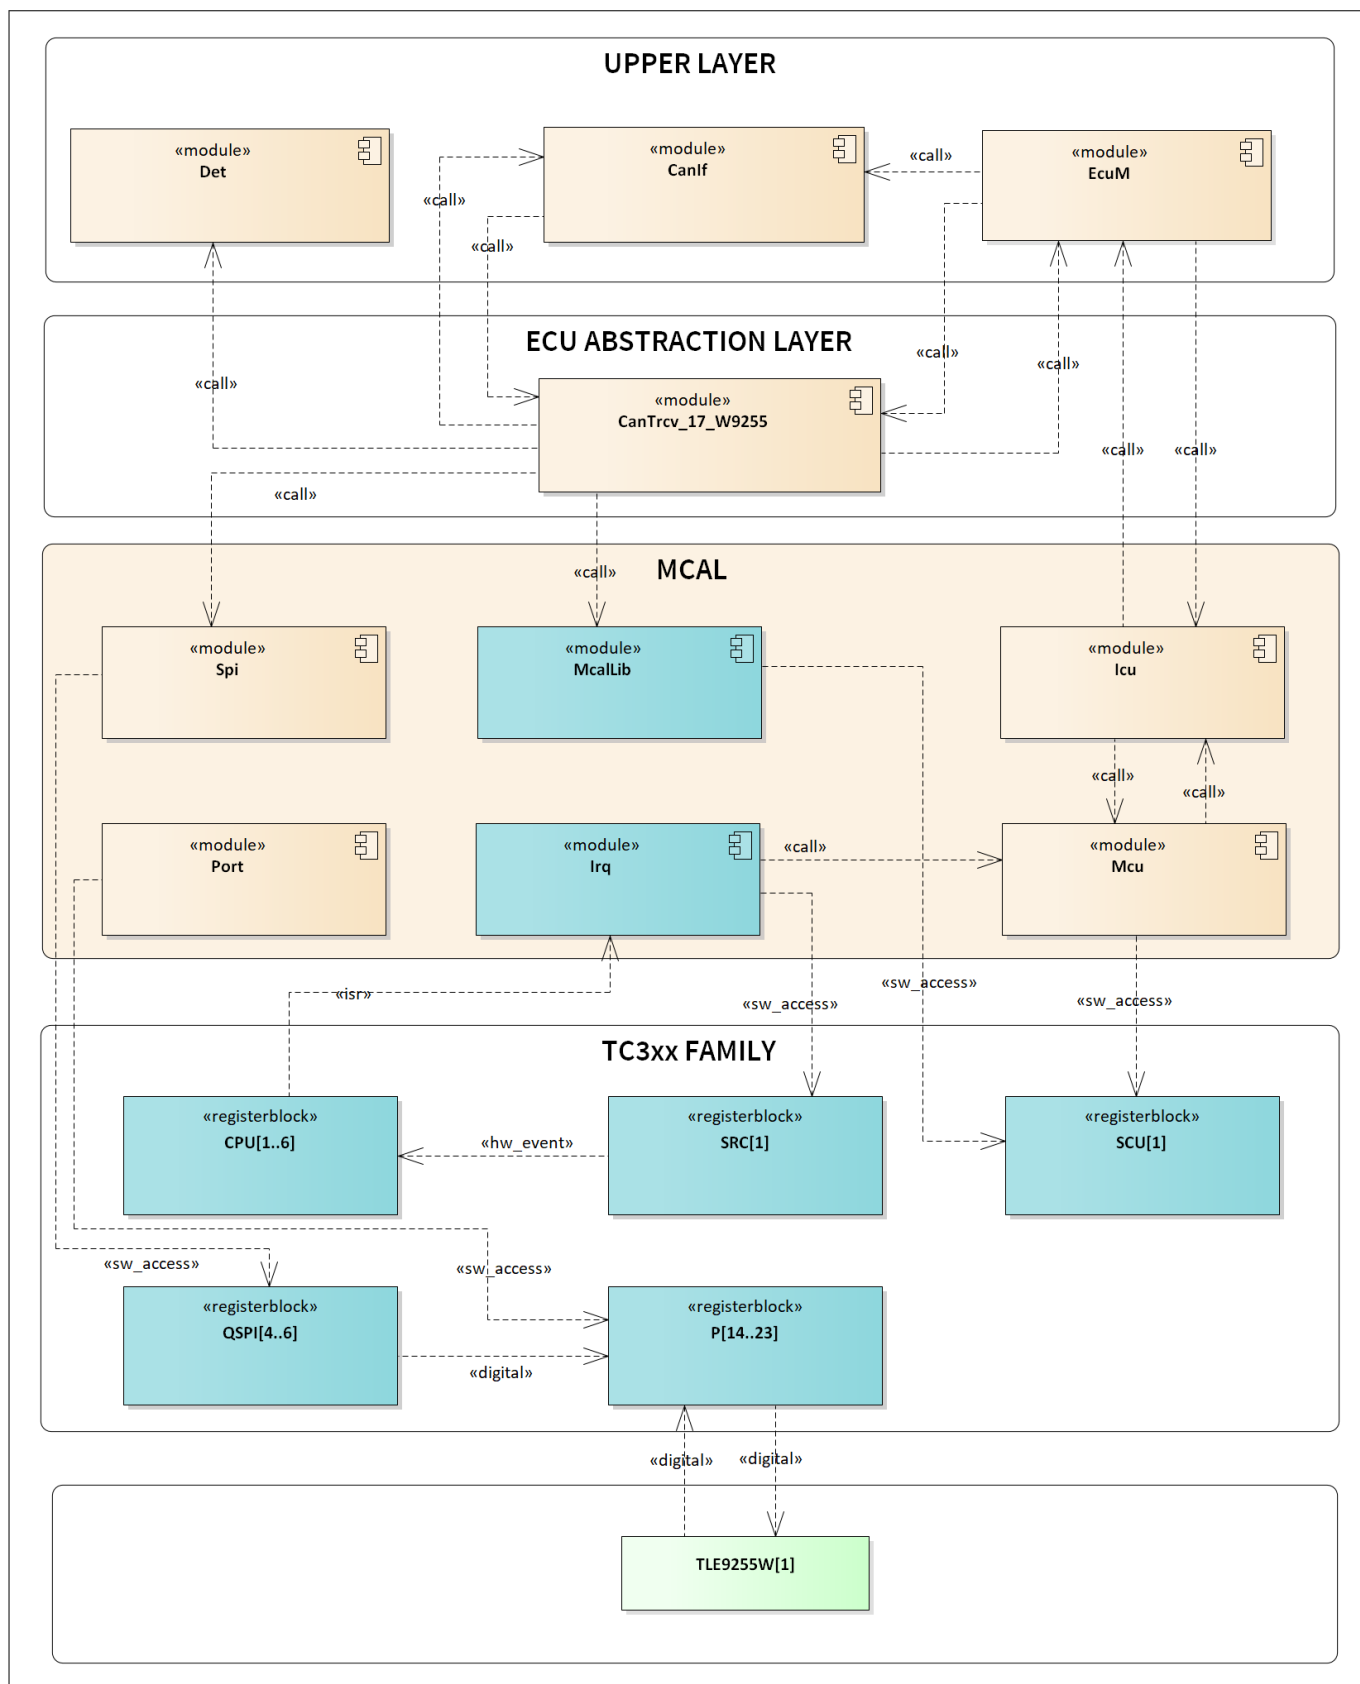 UPPER LAYER
«module»
Det
«module»
CanIf
«module»
EcuM
«call»
«call»
«call»
ECU ABSTRACTION LAYER
«call»
«call»
«call»
«module»
CanTrcv_17_W9255
«call»
«call»
«call»
MCAL
«call»
«module»
Spi
«module»
McalLib
«module»
Icu
«call»
«call»
«module»
Port
«module»
Irq
«call»
«module»
Mcu
«isr»
«sw_access»
«sw_access»
«sw_access»
TC3xx FAMILY
«registerblock»
CPU[1..6]
«hw_event»
«registerblock»
SRC[1]
«registerblock»
SCU[1]
«sw_access»
«sw_access»
«registerblock»
QSPI[4..6]
«digital»
«registerblock»
P[14..23]
«digital»
«digital»
TLE9255W[1]